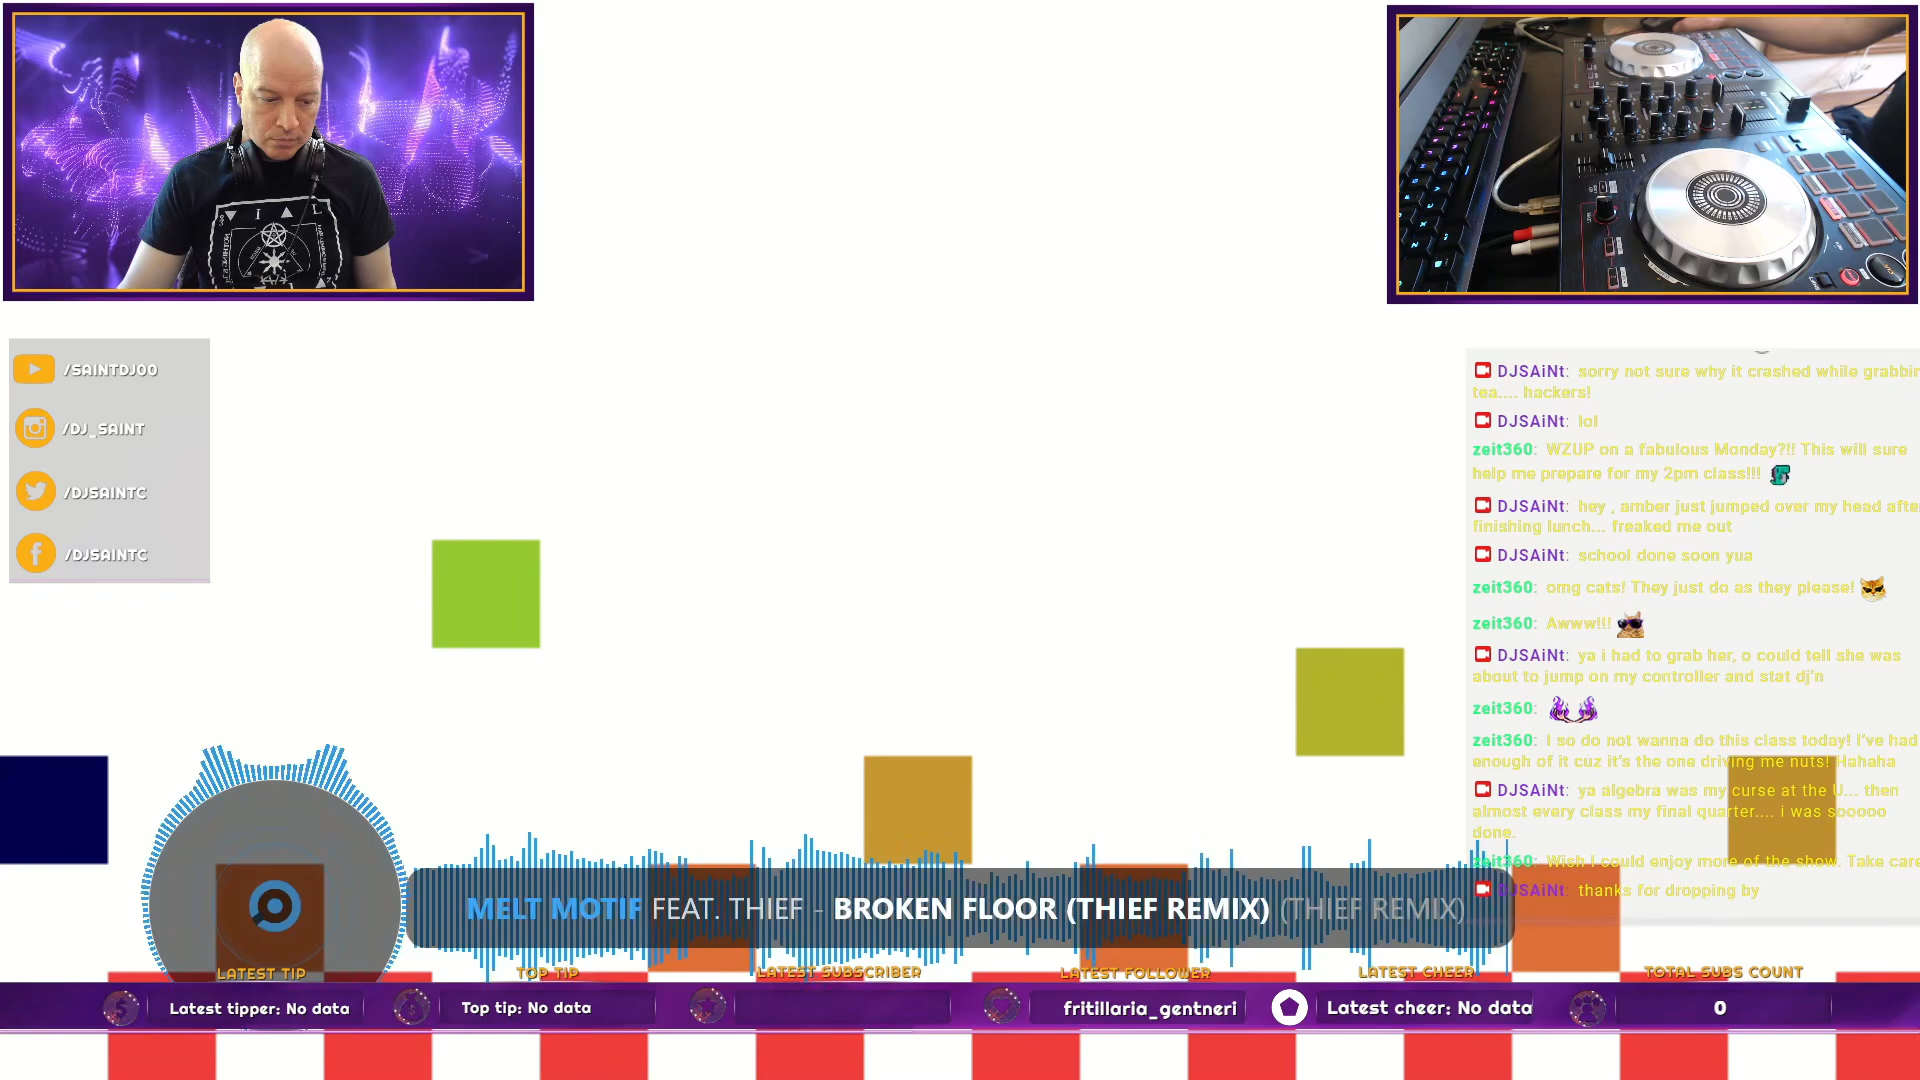 /SAINTDJ00
/DJ_SAINT
/DJSAINTC
/DJSAINTC
DJSAiNt: sorry not sure why it crashed while grabbin
tea.... hackers!
DJSAiNt: lol
zeit360: WZUP on a fabulous Monday?!! This will sure
help me prepare for my 2pm class!!!
DJSAiNt: hey , amber just jumped over my head afte
finishing lunch... freaked me out
DJSAiNt: school done soon yua
zeit360: omg cats! They just do as they please!
zeit360: Awww!!!
DJSAiNt: ya i had to grab her, o could tell she was
about to jump on my controller and stat dj'n
zeit360:
zeit360: I so do not wanna do this class today! I've had
enough of it cuz it's the one driving me nuts! Hahaha
DJSAiNt: ya algebra was my curse at the U... then
almost every class my final quarter.... i was sooooo
done.
zeit360: Wish I could enjoy more of the show. Take care
DJSAiNt: thanks for dropping by
MELT MOTIF FEAT. THIEF - BROKEN FLOOR (THIEF REMIX) (THIEF REMIX)
LATEST TIP
TOP TIP
LATEST SUBSCRIBER
LATEST FOLLOWER
LATEST CHEER
TOTAL SUBS COUNT
Latest tipper: No data
Top tip: No data
fritillaria_gentneri
Latest cheer: No data
0